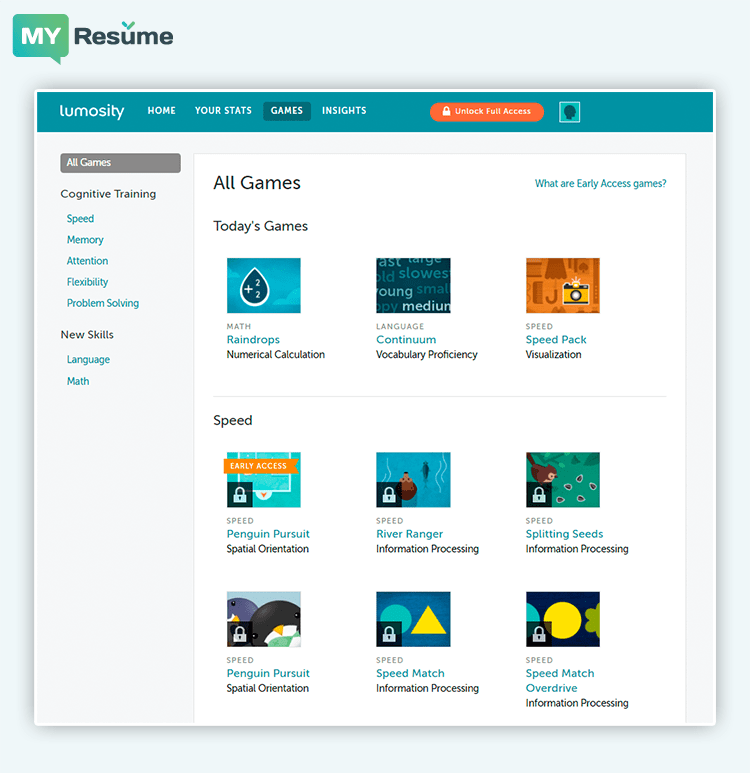 MY Resume
lumosity HOME YOUR STATS GAMES INSIGHTS Unlock Full Access
All Games
Cognitive Training
Speed
Memory
Attention
Flexibility
Problem Solving
New Skills
Language
Math
All Games
What are Early Access games?
Today's Games
+2 2
fast large
old slowest
young small
medium
MATH
Raindrops
Numerical Calculation
LANGUAGE
Continuum
Vocabulary Proficiency
SPEED
Speed Pack
Visualization
Speed
EARLY ACCESS
SPEED
Penguin Pursuit
Spatial Orientation
SPEED
River Ranger
Information Processing
SPEED
Splitting Seeds
Information Processing
SPEED
Penguin Pursuit
Spatial Orientation
SPEED
Speed Match
Information Processing
SPEED
Speed Match
Overdrive
Information Processing